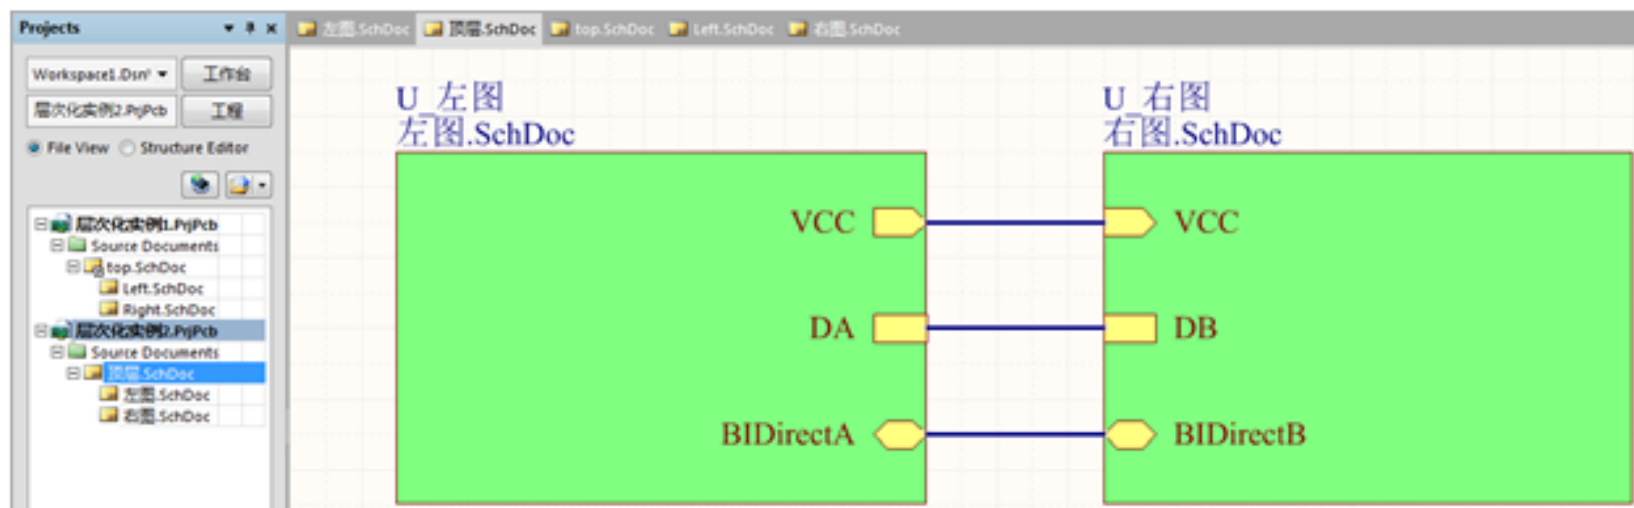 Projects
Workspace1.Dsn
工作台
层次化实例2.PrjPcb
工程
File View
Structure Editor
层次化实例1.PrjPcb
Source Documents
top.SchDoc
Left.SchDoc
Right.SchDoc
层次化实例2.PrjPcb
Source Documents
顶层.SchDoc
左图.SchDoc
右图.SchDoc
左图.SchDoc
顶层.SchDoc
top.SchDoc
Left.SchDoc
右图.SchDoc
U_左图
左图.SchDoc
VCC
DA
BIDirectA
U_右图
右图.SchDoc
VCC
DB
BIDirectB